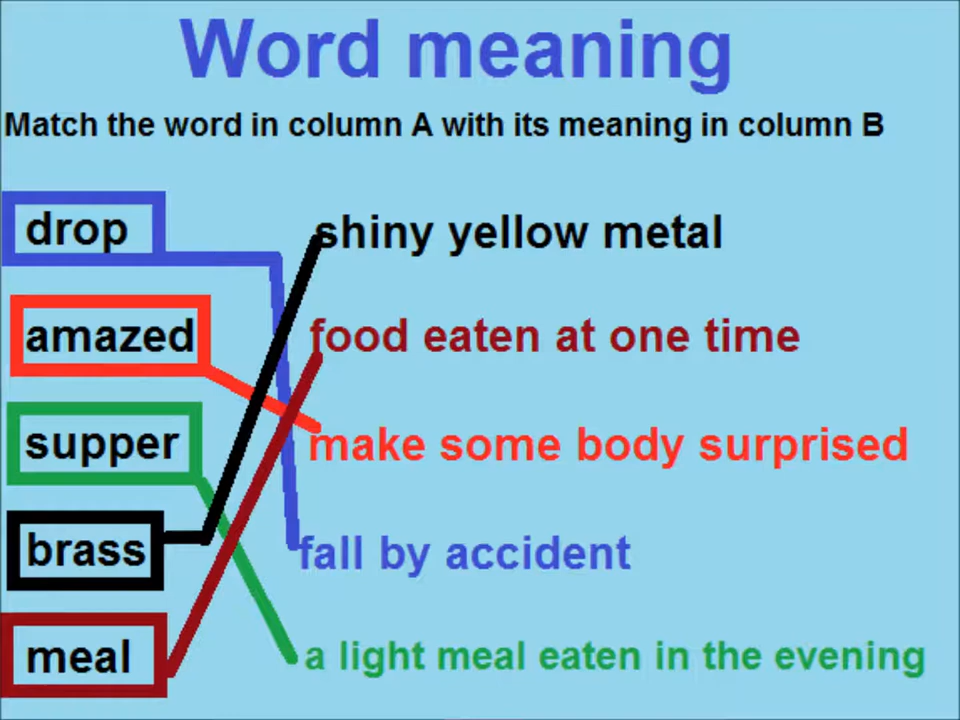 Word meaning
Match the word in column A with its meaning in column B
drop shiny yellow metal
amazed food eaten at one time
supper make some body surprised
brass fall by accident
meal a light meal eaten in the evening